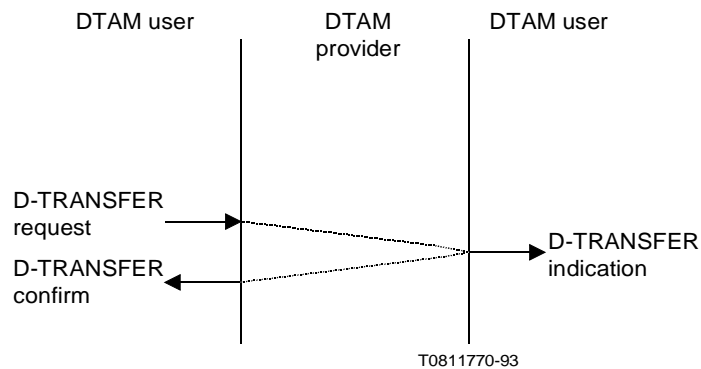 DTAM user
DTAM
provider
DTAM user
D-TRANSFER
request
D-TRANSFER
indication
D-TRANSFER
confirm
T0811770-93